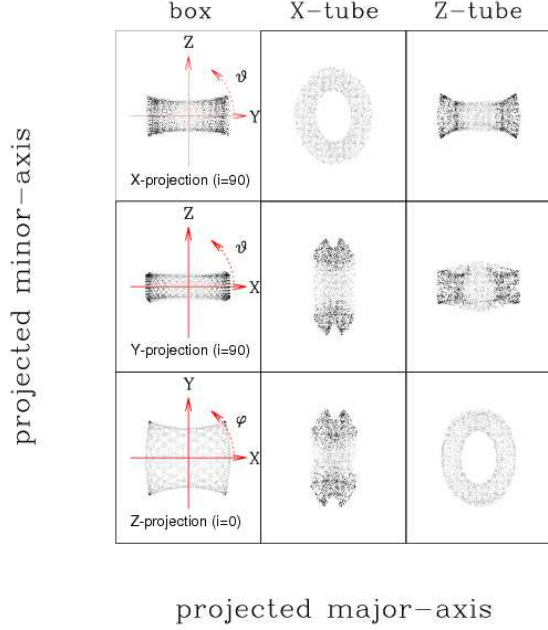 box X-tube Z-tube
projected minor-axis
Z
ϑ
Y
X-projection (i=90)
Z
ϑ
X
Y-projection (i=90)
Y
φ
X
Z-projection (i=0)
projected major-axis